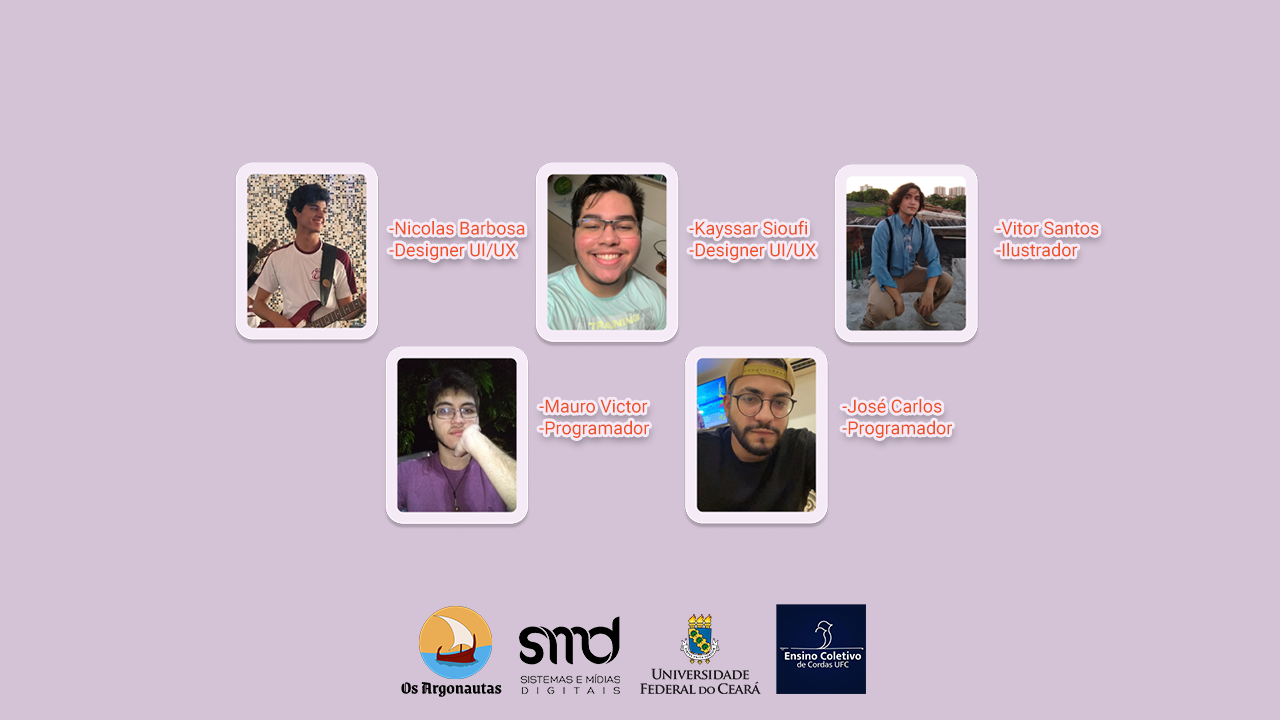 -Nicolas Barbosa
-Designer UI/UX
-Kayssar Sioufi
-Designer UI/UX
-Vitor Santos
-Ilustrador
-Mauro Victor
-Programador
-José Carlos
-Programador
Os Argonautas
smd
SISTEMAS E MÍDIAS
DIGITAIS
UNIVERSIDADE
FEDERAL DO CEARÁ
Ensino Coletivo
de Cordas UFC